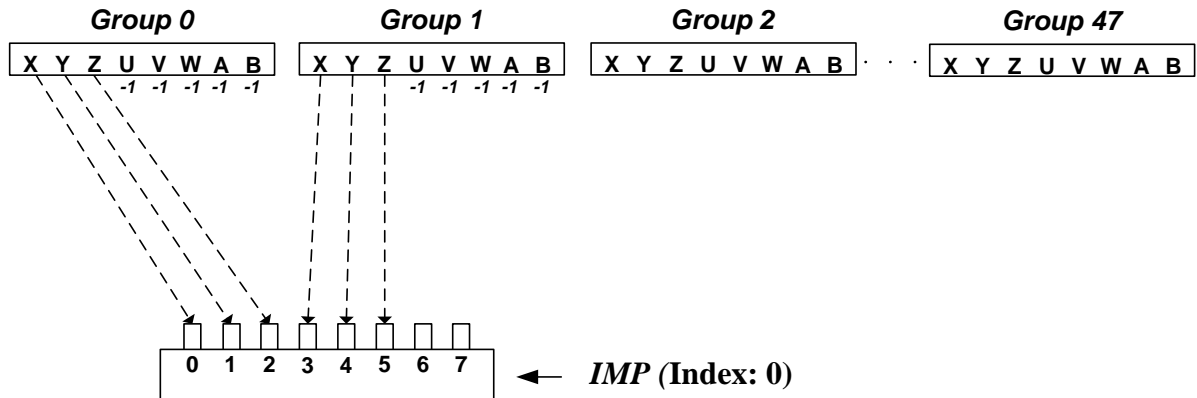 Group 0 Group 1 Group 2 Group 47
X Y Z U V W A B X Y Z U V W A B X Y Z U V W A B · · · X Y Z U V W A B
-1 -1 -1 -1 -1 -1 -1 -1 -1 -1
0 1 2 3 4 5 6 7
IMP (Index: 0)